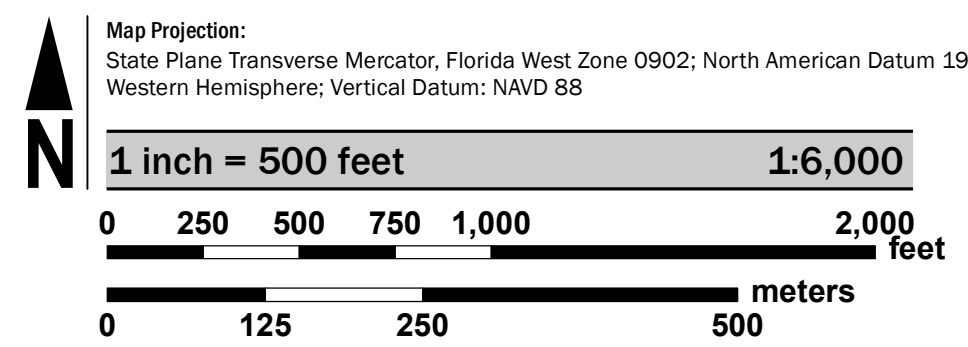 Map Projection:
State Plane Transverse Mercator, Florida West Zone 0902; North American Datum 19
Western Hemisphere; Vertical Datum: NAVD 88
N
1 inch = 500 feet 1:6,000
0 250 500 750 1,000 2,000
feet
meters
0 125 250 500